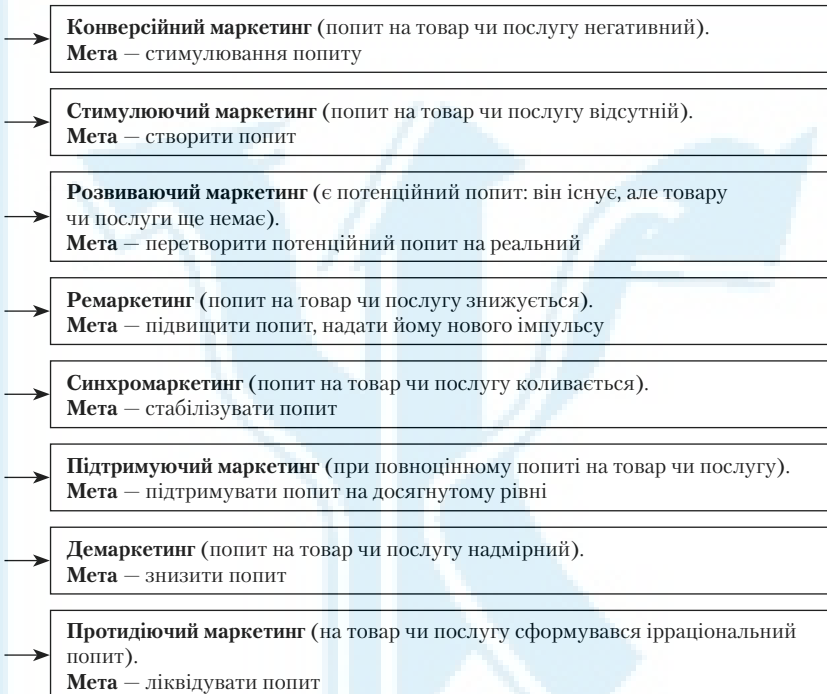 Конверсійний маркетинг (попит на товар чи послугу негативний).
Мета — стимулювання попиту
Стимулюючий маркетинг (попит на товар чи послугу відсутній).
Мета — створити попит
Розвиваючий маркетинг (є потенційний попит: він існує, але товару
чи послуги ще немає).
Мета — перетворити потенційний попит на реальний
Ремаркетинг (попит на товар чи послугу знижується).
Мета — підвищити попит, надати йому нового імпульсу
Синхромаркетинг (попит на товар чи послугу коливається).
Мета — стабілізувати попит
Підтримуючий маркетинг (при повноцінному попиті на товар чи послугу).
Мета — підтримувати попит на досягнутому рівні
Демаркетинг (попит на товар чи послугу надмірний).
Мета — знизити попит
Протидіючий маркетинг (на товар чи послугу сформувався ірраціональний
попит).
Мета — ліквідувати попит